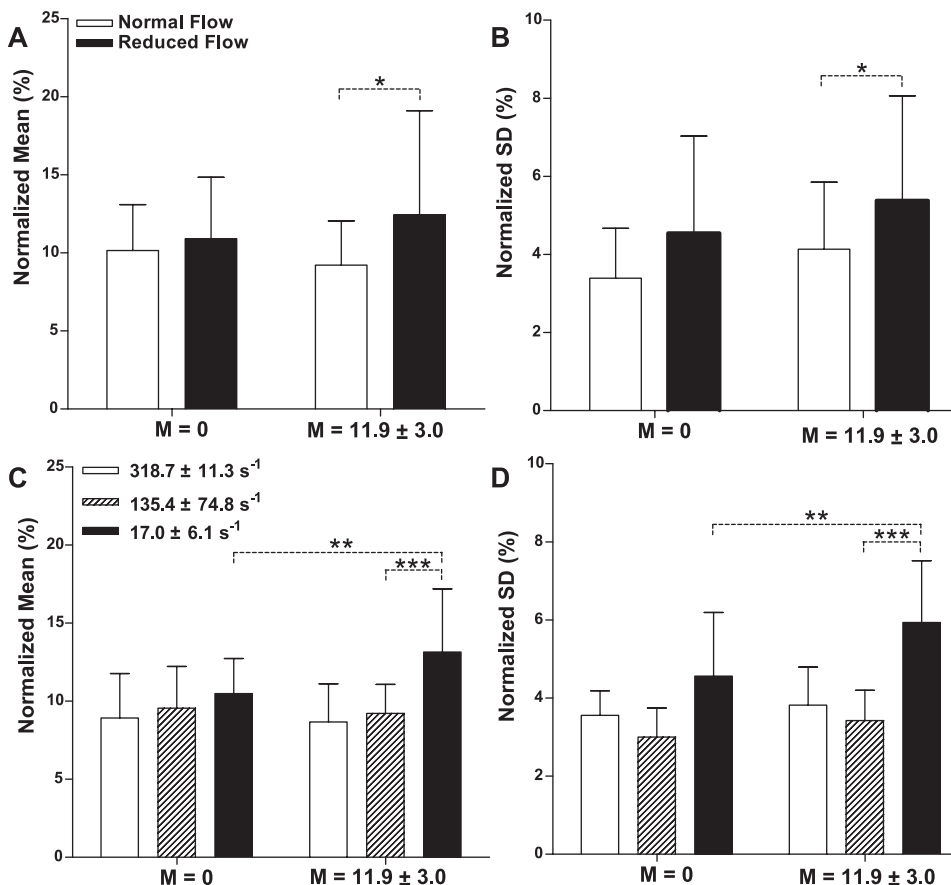 A
Normal Flow
Reduced Flow
Normalized Mean (%)
25
20
15
10
5
0
*
M = 0
M = 11.9 ± 3.0
B
Normalized SD (%)
10
8
6
4
2
0
*
M = 0
M = 11.9 ± 3.0
C
318.7 ± 11.3 s⁻¹
135.4 ± 74.8 s⁻¹
17.0 ± 6.1 s⁻¹
Normalized Mean (%)
25
20
15
10
5
0
**
***
M = 0
M = 11.9 ± 3.0
D
Normalized SD (%)
10
8
6
4
2
0
**
***
M = 0
M = 11.9 ± 3.0